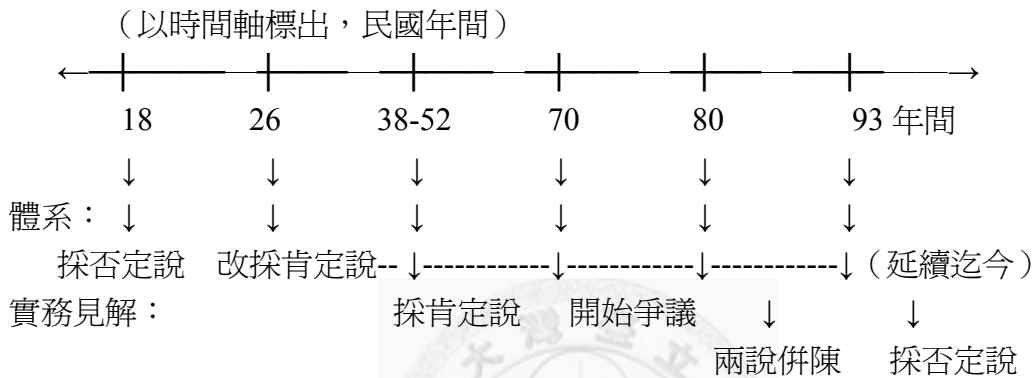 （以時間軸標出，民國年間）
18 26 38-52 70 80 93 年間
↓ ↓ ↓ ↓ ↓ ↓
體系： ↓ ↓ ↓ ↓ ↓ ↓
採否定說 改採肯定說-- ↓-----------↓-----------↓-----------↓（延續迄今）
實務見解： 採肯定說 開始爭議 ↓ ↓
兩說併陳 採否定說